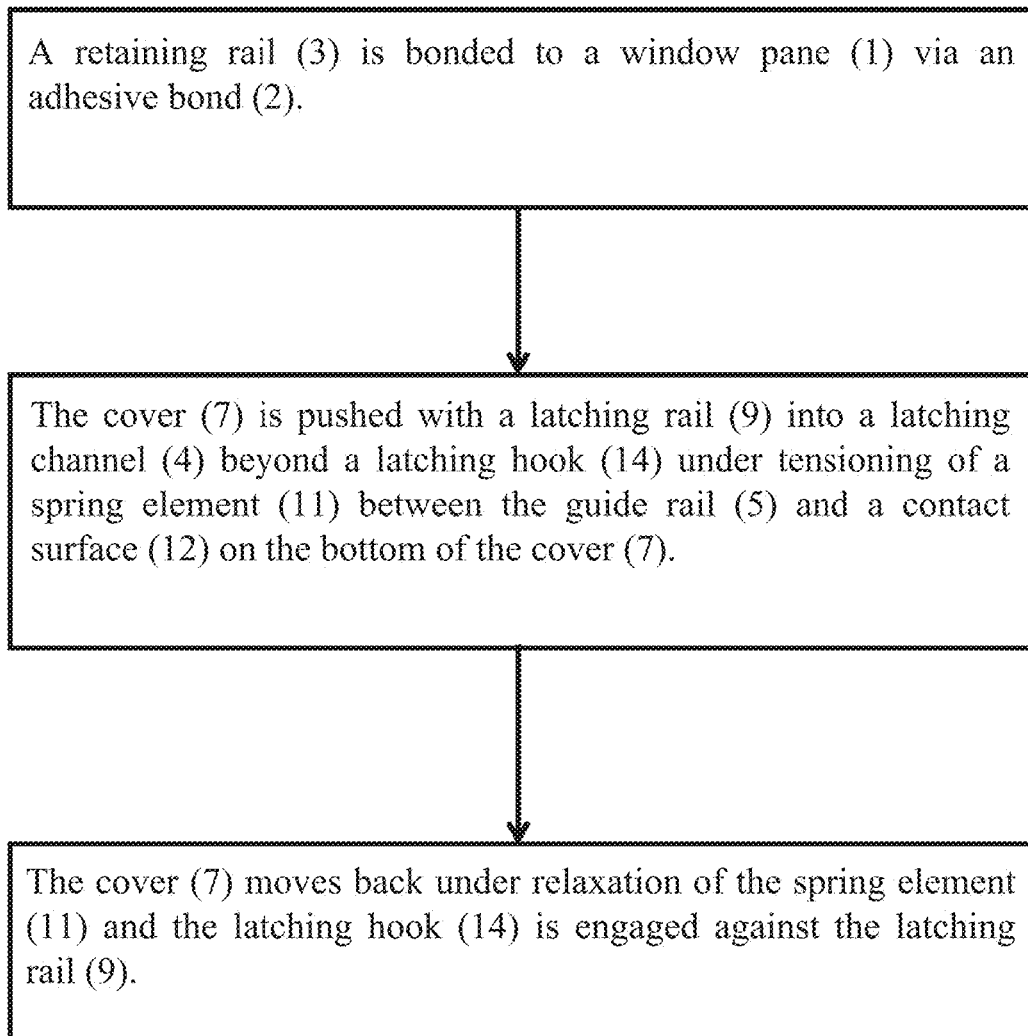 A retaining rail (3) is bonded to a window pane (1) via an
adhesive bond (2).
The cover (7) is pushed with a latching rail (9) into a latching
channel (4) beyond a latching hook (14) under tensioning of a
spring element (11) between the guide rail (5) and a contact
surface (12) on the bottom of the cover (7).
The cover (7) moves back under relaxation of the spring element
(11) and the latching hook (14) is engaged against the latching
rail (9).